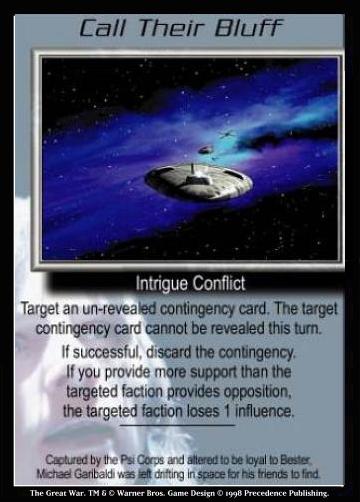 Call Their Bluff
Intrigue Conflict
Target an un-revealed contingency card. The target
contingency card cannot be revealed this turn.
If successful, discard the contingency.
If you provide more support than the
targeted faction provides opposition,
the targeted faction loses 1 influence.
Captured by the Psi Corps and altered to be loyal to Bester,
Michael Garibaldi was left drifting in space for his friends to find.
The Great War. TM & © Warner Bros. Game Design © 1998 Precedence Publishing.